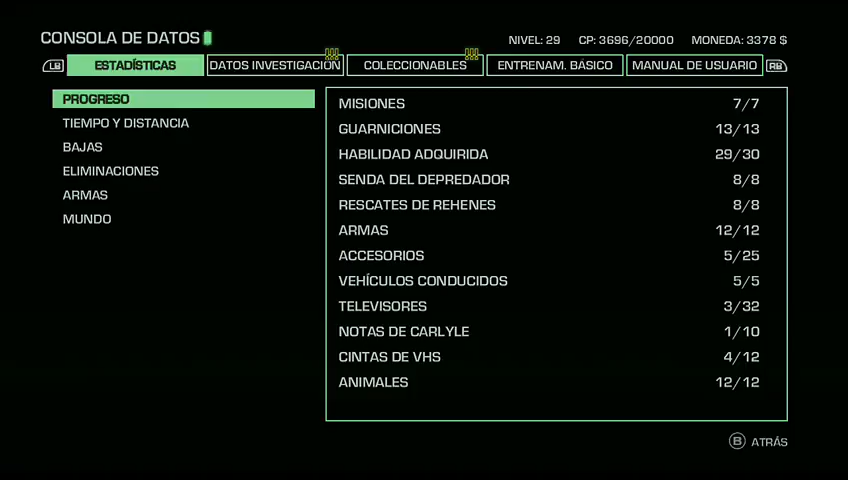 CONSOLA DE DATOS
NIVEL: 29 CP: 3696/20000 MONEDA: 3378 $
LB ESTADÍSTICAS DATOS INVESTIGACIÓN COLECCIONABLES ENTRENAM. BÁSICO MANUAL DE USUARIO RB
PROGRESO
TIEMPO Y DISTANCIA
BAJAS
ELIMINACIONES
ARMAS
MUNDO
MISIONES 7/7
GUARNICIONES 13/13
HABILIDAD ADQUIRIDA 29/30
SENDA DEL DEPREDADOR 8/8
RESCATES DE REHENES 8/8
ARMAS 12/12
ACCESORIOS 5/25
VEHÍCULOS CONDUCIDOS 5/5
TELEVISORES 3/32
NOTAS DE CARLYLE 1/10
CINTAS DE VHS 4/12
ANIMALES 12/12
B ATRÁS